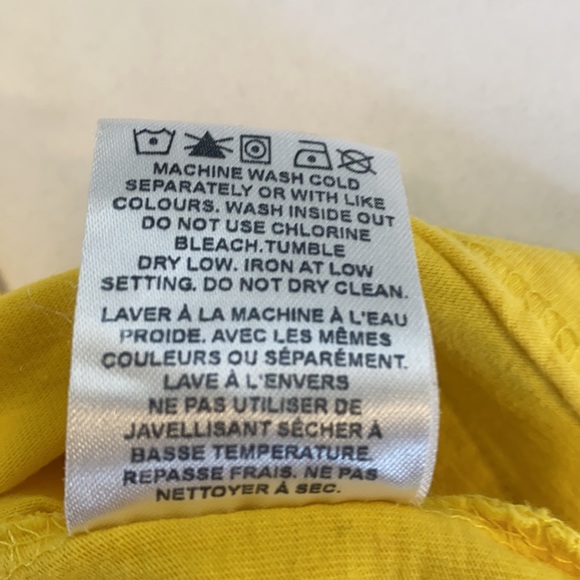 MACHINE WASH COLD
SEPARATELY OR WITH LIKE
COLOURS. WASH INSIDE OUT
DO NOT USE CHLORINE
BLEACH.TUMBLE
DRY LOW. IRON AT LOW
SETTING. DO NOT DRY CLEAN.
LAVER À LA MACHINE À L'EAU
PROIDE. AVEC LES MÊMES
COULEURS OU SÉPARÉMENT.
LAVE À L'ENVERS
NE PAS UTILISER DE
JAVELLISANT SÉCHER À
BASSE TEMPERATURE.
REPASSE FRAIS. NE PAS
NETTOYER À SEC.